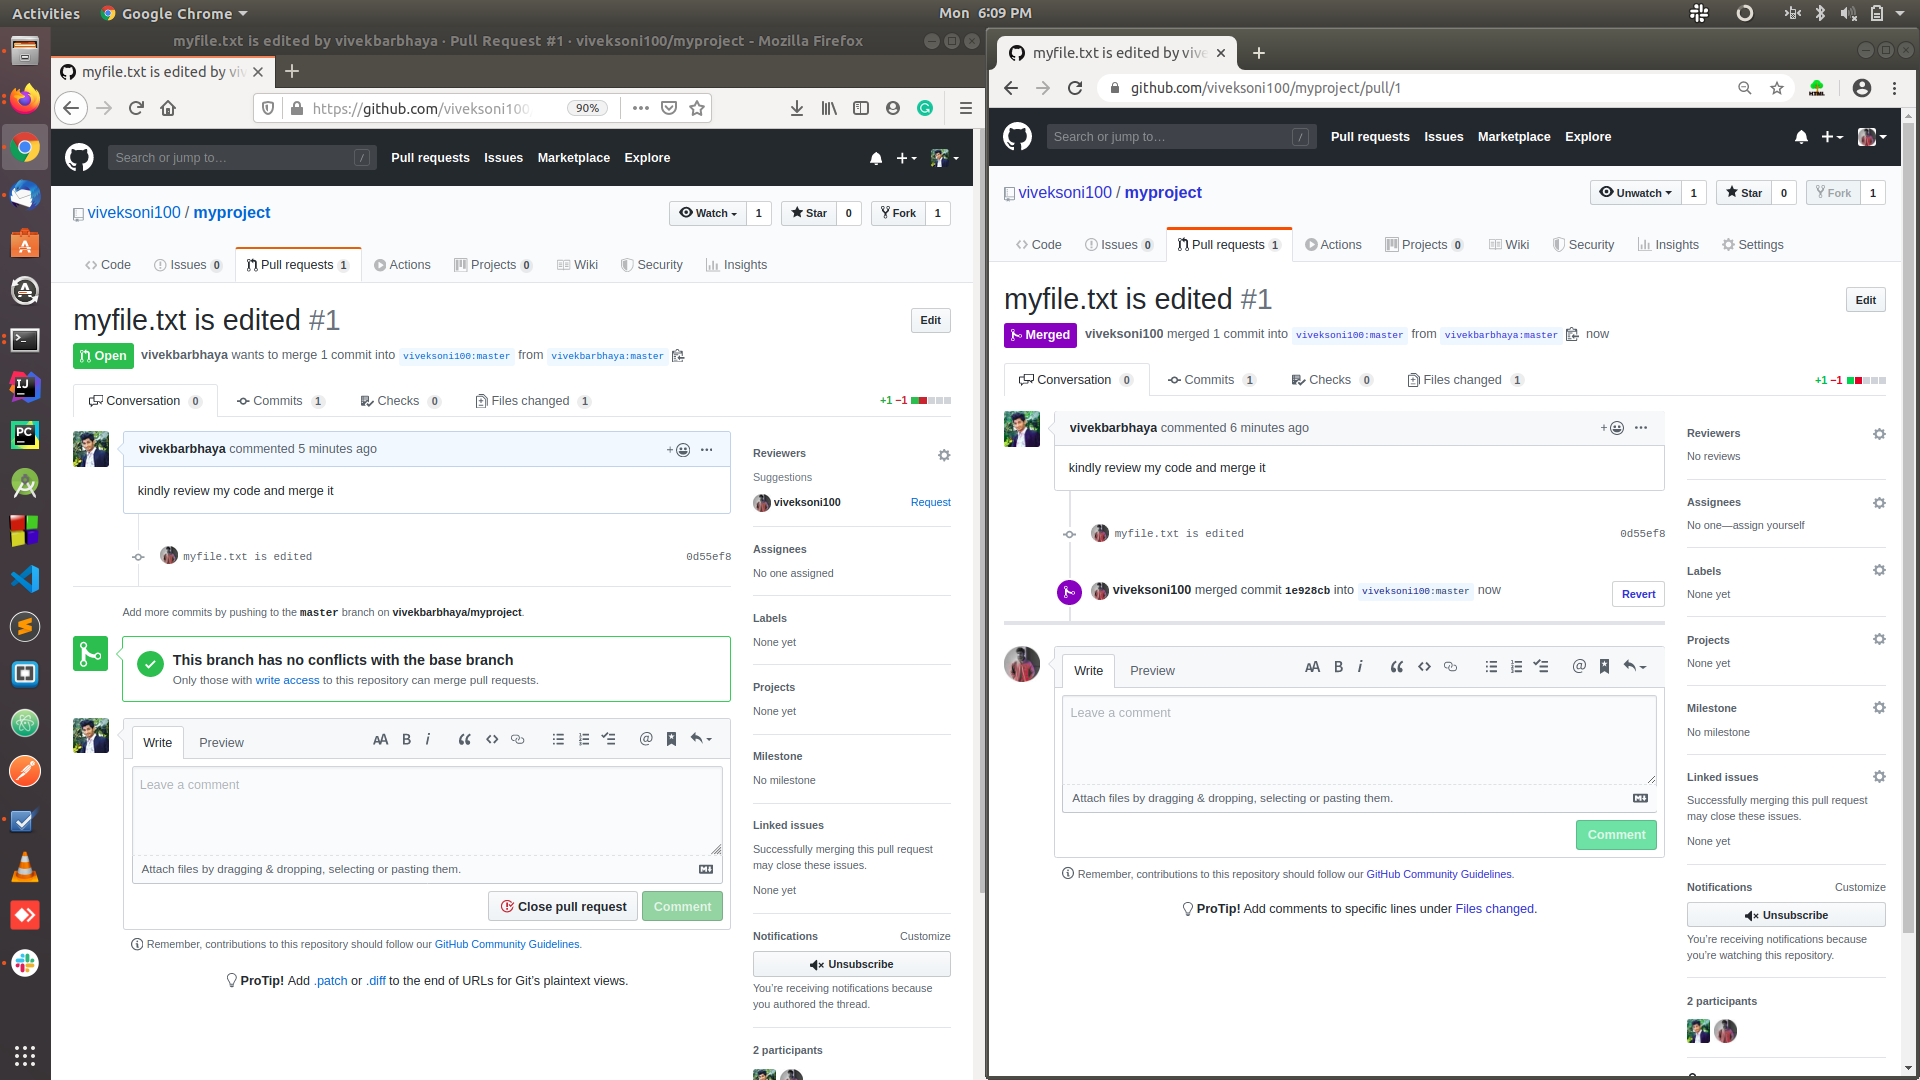 Activities
Google Chrome
Mon 6:09 PM
myfile.txt is edited by vivekbarbhaya · Pull Request #1 · viveksoni100/myproject - Mozilla Firefox
myfile.txt is edited by viv
https://github.com/viveksoni100
90%
Search or jump to…
/
Pull requests Issues Marketplace Explore
viveksoni100 / myproject
Watch 1
Star 0
Fork 1
Code
Issues 0
Pull requests 1
Actions
Projects 0
Wiki
Security
Insights
myfile.txt is edited #1
Edit
Open
vivekbarbhaya wants to merge 1 commit into viveksoni100:master from vivekbarbhaya:master
Conversation 0
Commits 1
Checks 0
Files changed 1
+1 −1
vivekbarbhaya commented 5 minutes ago
kindly review my code and merge it
myfile.txt is edited
0d55ef8
Add more commits by pushing to the master branch on vivekbarbhaya/myproject.
This branch has no conflicts with the base branch
Only those with write access to this repository can merge pull requests.
Write
Preview
AA B i
Leave a comment
Attach files by dragging & dropping, selecting or pasting them.
Close pull request
Comment
Remember, contributions to this repository should follow our GitHub Community Guidelines.
ProTip! Add .patch or .diff to the end of URLs for Git’s plaintext views.
Reviewers
Suggestions
viveksoni100
Request
Assignees
No one assigned
Labels
None yet
Projects
None yet
Milestone
No milestone
Linked issues
Successfully merging this pull request
may close these issues.
None yet
Notifications
Customize
Unsubscribe
You’re receiving notifications because
you authored the thread.
2 participants
myfile.txt is edited by vive
github.com/viveksoni100/myproject/pull/1
HTML
Search or jump to…
/
Pull requests Issues Marketplace Explore
viveksoni100 / myproject
Unwatch 1
Star 0
Fork 1
Code
Issues 0
Pull requests 1
Actions
Projects 0
Wiki
Security
Insights
Settings
myfile.txt is edited #1
Edit
Merged
viveksoni100 merged 1 commit into viveksoni100:master from vivekbarbhaya:master now
Conversation 0
Commits 1
Checks 0
Files changed 1
+1 −1
vivekbarbhaya commented 6 minutes ago
kindly review my code and merge it
myfile.txt is edited
0d55ef8
viveksoni100 merged commit 1e928cb into viveksoni100:master now
Revert
Write
Preview
AA B i
Leave a comment
Attach files by dragging & dropping, selecting or pasting them.
Comment
Remember, contributions to this repository should follow our GitHub Community Guidelines.
ProTip! Add comments to specific lines under Files changed.
Reviewers
No reviews
Assignees
No one—assign yourself
Labels
None yet
Projects
None yet
Milestone
No milestone
Linked issues
Successfully merging this pull request
may close these issues.
None yet
Notifications
Customize
Unsubscribe
You’re receiving notifications because
you’re watching this repository.
2 participants